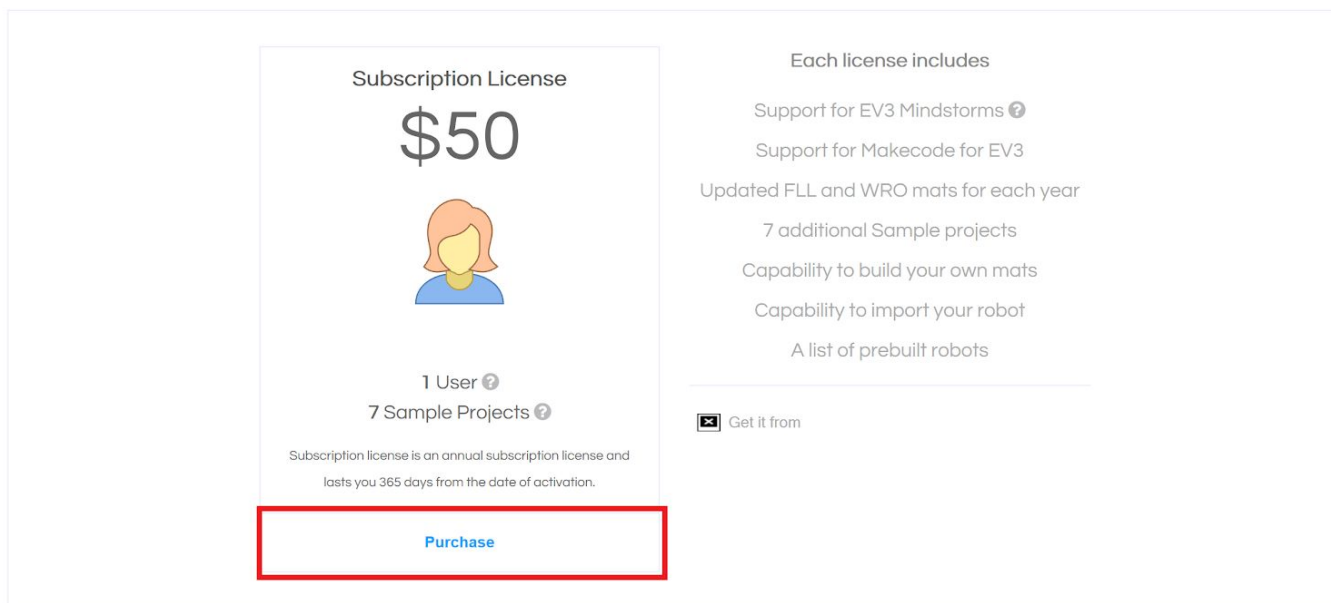 Subscription License
$50
1 User
7 Sample Projects
Subscription license is an annual subscription license and
lasts you 365 days from the date of activation.
Purchase
Each license includes
Support for EV3 Mindstorms
Support for Makecode for EV3
Updated FLL and WRO mats for each year
7 additional Sample projects
Capability to build your own mats
Capability to import your robot
A list of prebuilt robots
Get it from